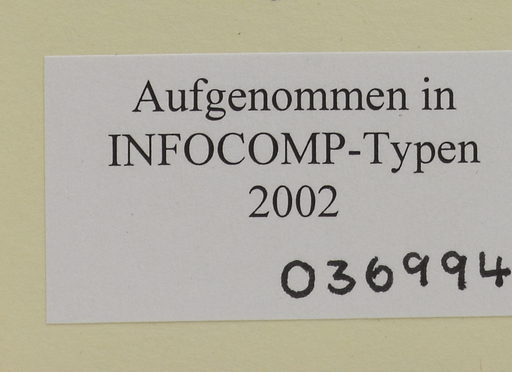 Aufgenommen in
INFOCOMP-Typen
2002
036994